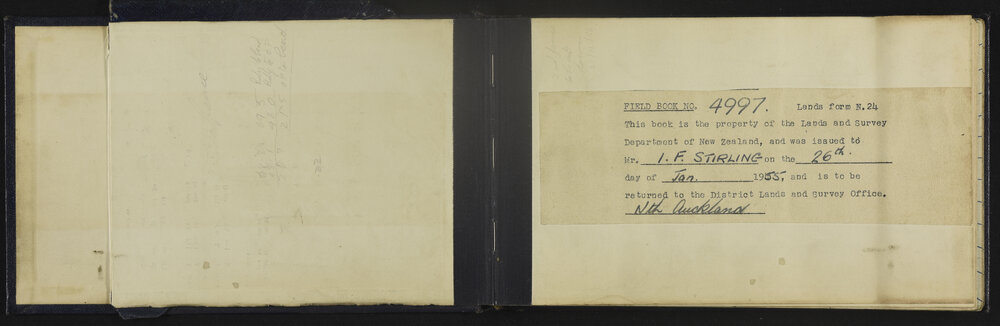 FIELD BOOK NO. 4997. Lands form N.24
This book is the property of the Lands and Survey
Department of New Zealand, and was issued to
Mr. I. F. STIRLING on the 26th.
day of Jan. 1955, and is to be
returned to the District Lands and Survey Office.
Nth Auckland